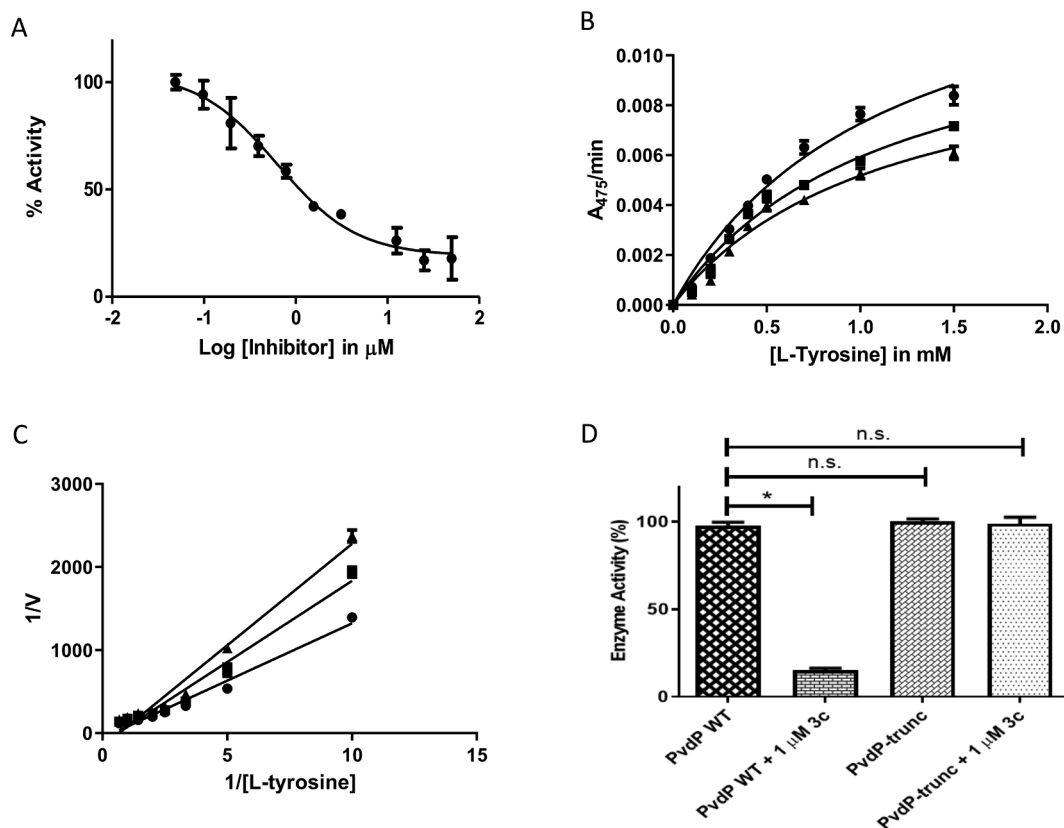 A
100
50
0
% Activity
-2
-1
0
1
2
Log [Inhibitor] in μM
B
0.010
0.008
0.006
0.004
0.002
0.000
A475/min
0.0
0.5
1.0
1.5
2.0
[L-Tyrosine] in mM
C
3000
2000
1000
0
1/V
5
10
15
1/[L-tyrosine]
D
n.s.
n.s.
*
100
50
0
Enzyme Activity (%)
PvdP WT
PvdP WT + 1 μM 3c
PvdP-trunc
PvdP-trunc + 1 μM 3c